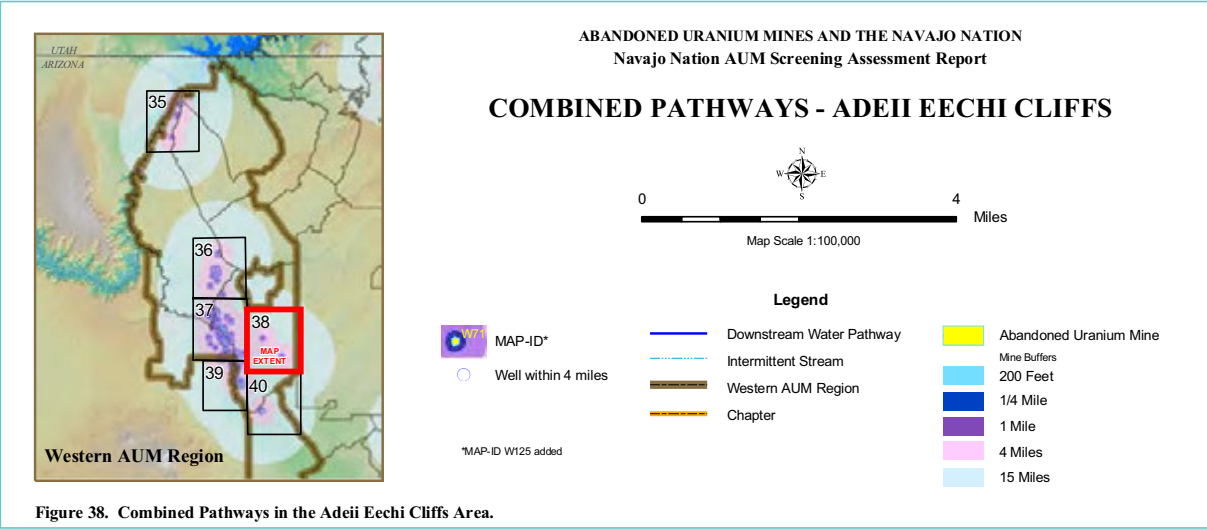 UTAH
ARIZONA
35
36
37
38
MAP
EXTENT
39
40
Western AUM Region
ABANDONED URANIUM MINES AND THE NAVAJO NATION
Navajo Nation AUM Screening Assessment Report
COMBINED PATHWAYS - ADEII EECHI CLIFFS
N
W E
S
0 4
Miles
Map Scale 1:100,000
Legend
W71
MAP-ID*
Well within 4 miles
*MAP-ID W125 added
Downstream Water Pathway
Intermittent Stream
Western AUM Region
Chapter
Abandoned Uranium Mine
Mine Buffers
200 Feet
1/4 Mile
1 Mile
4 Miles
15 Miles
Figure 38. Combined Pathways in the Adeii Eechi Cliffs Area.